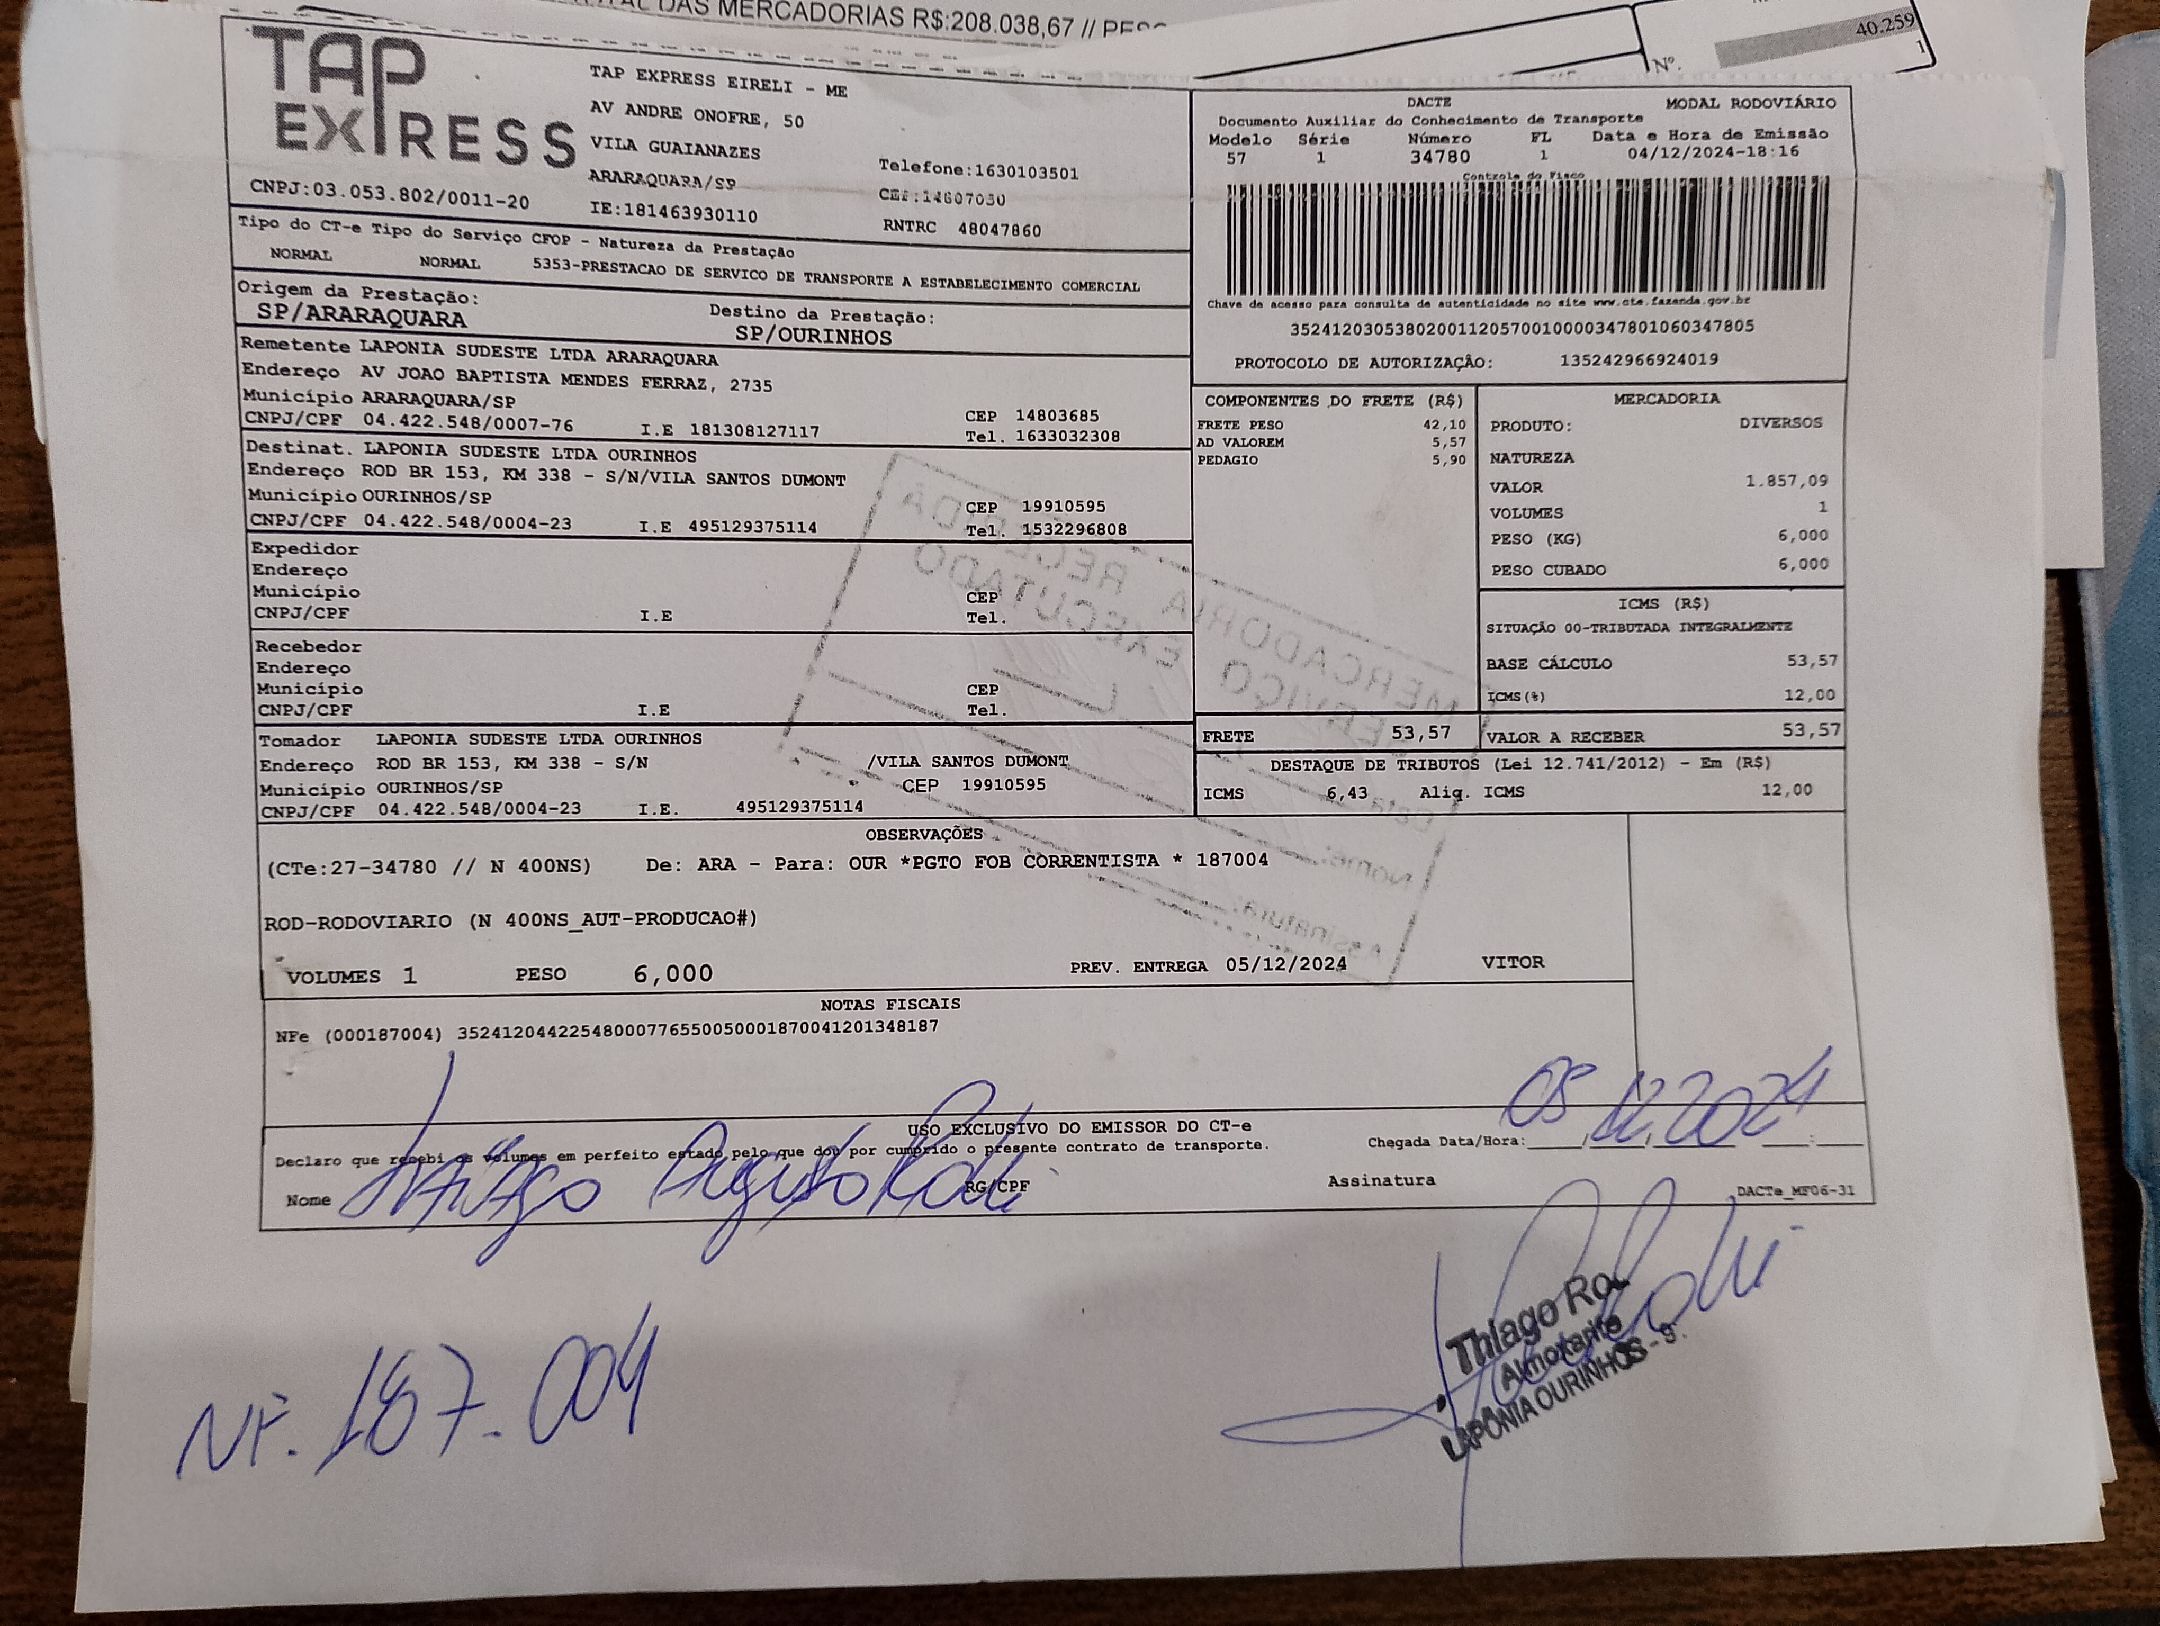 DAS MERCADORIAS R$:208.038,67 //
Nº.
40.259
1
TAP
EXPRESS
TAP EXPRESS EIRELI - ME
AV ANDRE ONOFRE, 50
VILA GUAIANAZES
Telefone:1630103501
ARARAQUARA/SP
CEP:14807030
CNPJ:03.053.802/0011-20
IE:181463930110
RNTRC 48047860
Tipo do CT-e Tipo do Serviço CFOP - Natureza da Prestação
NORMAL NORMAL 5353-PRESTACAO DE SERVICO DE TRANSPORTE A ESTABELECIMENTO COMERCIAL
Origem da Prestação:
SP/ARARAQUARA
Destino da Prestação:
SP/OURINHOS
Remetente LAPONIA SUDESTE LTDA ARARAQUARA
Endereço AV JOAO BAPTISTA MENDES FERRAZ, 2735
Município ARARAQUARA/SP
CEP 14803685
CNPJ/CPF 04.422.548/0007-76 I.E 181308127117 Tel. 1633032308
Destinat. LAPONIA SUDESTE LTDA OURINHOS
Endereço ROD BR 153, KM 338 - S/N/VILA SANTOS DUMONT
Município OURINHOS/SP CEP 19910595
CNPJ/CPF 04.422.548/0004-23 I.E 495129375114 Tel. 1532296808
Expedidor
Endereço
Município CEP
CNPJ/CPF I.E Tel.
Recebedor
Endereço
Município CEP
CNPJ/CPF I.E Tel.
Tomador LAPONIA SUDESTE LTDA OURINHOS
Endereço ROD BR 153, KM 338 - S/N /VILA SANTOS DUMONT
Município OURINHOS/SP CEP 19910595
CNPJ/CPF 04.422.548/0004-23 I.E. 495129375114
DACTE MODAL RODOVIÁRIO
Documento Auxiliar do Conhecimento de Transporte
Modelo Série Número FL Data e Hora de Emissão
57 1 34780 1 04/12/2024-18:16
Controle do Fisco
Chave de acesso para consulta de autenticidade no site www.cte.fazenda.gov.br
35241203053802001120570010000347801060347805
PROTOCOLO DE AUTORIZAÇÃO: 135242966924019
COMPONENTES DO FRETE (R$)
FRETE PESO 42,10
AD VALOREM 5,57
PEDAGIO 5,90
MERCADORIA
PRODUTO: DIVERSOS
NATUREZA
VALOR 1.857,09
VOLUMES 1
PESO (KG) 6,000
PESO CUBADO 6,000
ICMS (R$)
SITUAÇÃO 00-TRIBUTADA INTEGRALMENTE
BASE CÁLCULO 53,57
ICMS(%) 12,00
FRETE 53,57 VALOR A RECEBER 53,57
DESTAQUE DE TRIBUTOS (Lei 12.741/2012) - Em (R$)
ICMS 6,43 Aliq. ICMS 12,00
MERCADORIA RECEBIDA
SERVIÇO EXECUTADO
Data
Nome:
Assinatura:
OBSERVAÇÕES
(CTe:27-34780 // N 400NS) De: ARA - Para: OUR *PGTO FOB CORRENTISTA * 187004
ROD-RODOVIARIO (N 400NS_AUT-PRODUCAO#)
VOLUMES 1 PESO 6,000 PREV. ENTREGA 05/12/2024 VITOR
NOTAS FISCAIS
NFe (000187004) 35241204422548000776550050001870041201348187
USO EXCLUSIVO DO EMISSOR DO CT-e
Declaro que recebi os volumes em perfeito estado pelo que dou por cumprido o presente contrato de transporte.
Chegada Data/Hora: 05/12/2024 :
Nome Thiago Augusto RG/CPF Assinatura
DACTe_MF06-31
Thiago
Almoxarife
LAPÔNIA OURINHOS - S.
NF. 187.004